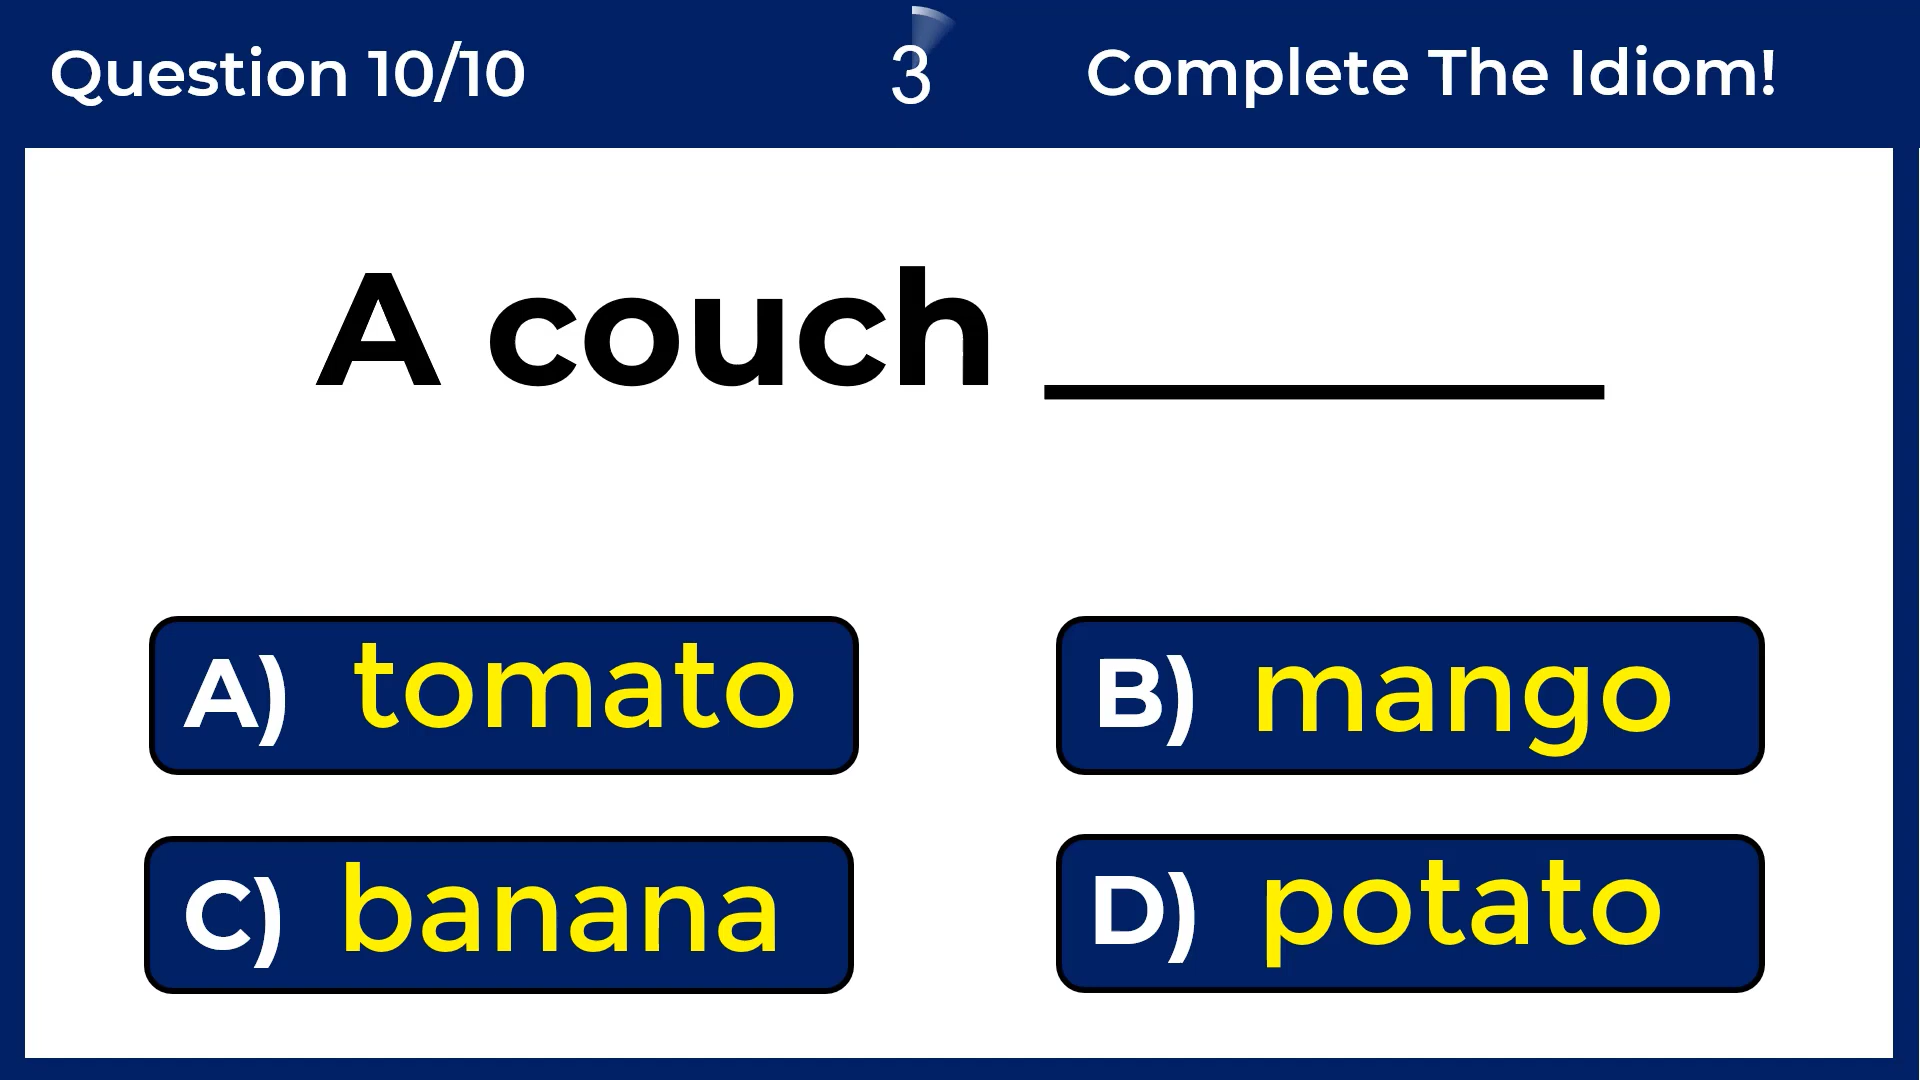 Question 10/10
3
Complete The Idiom!
A couch ________
A) tomato
B) mango
C) banana
D) potato